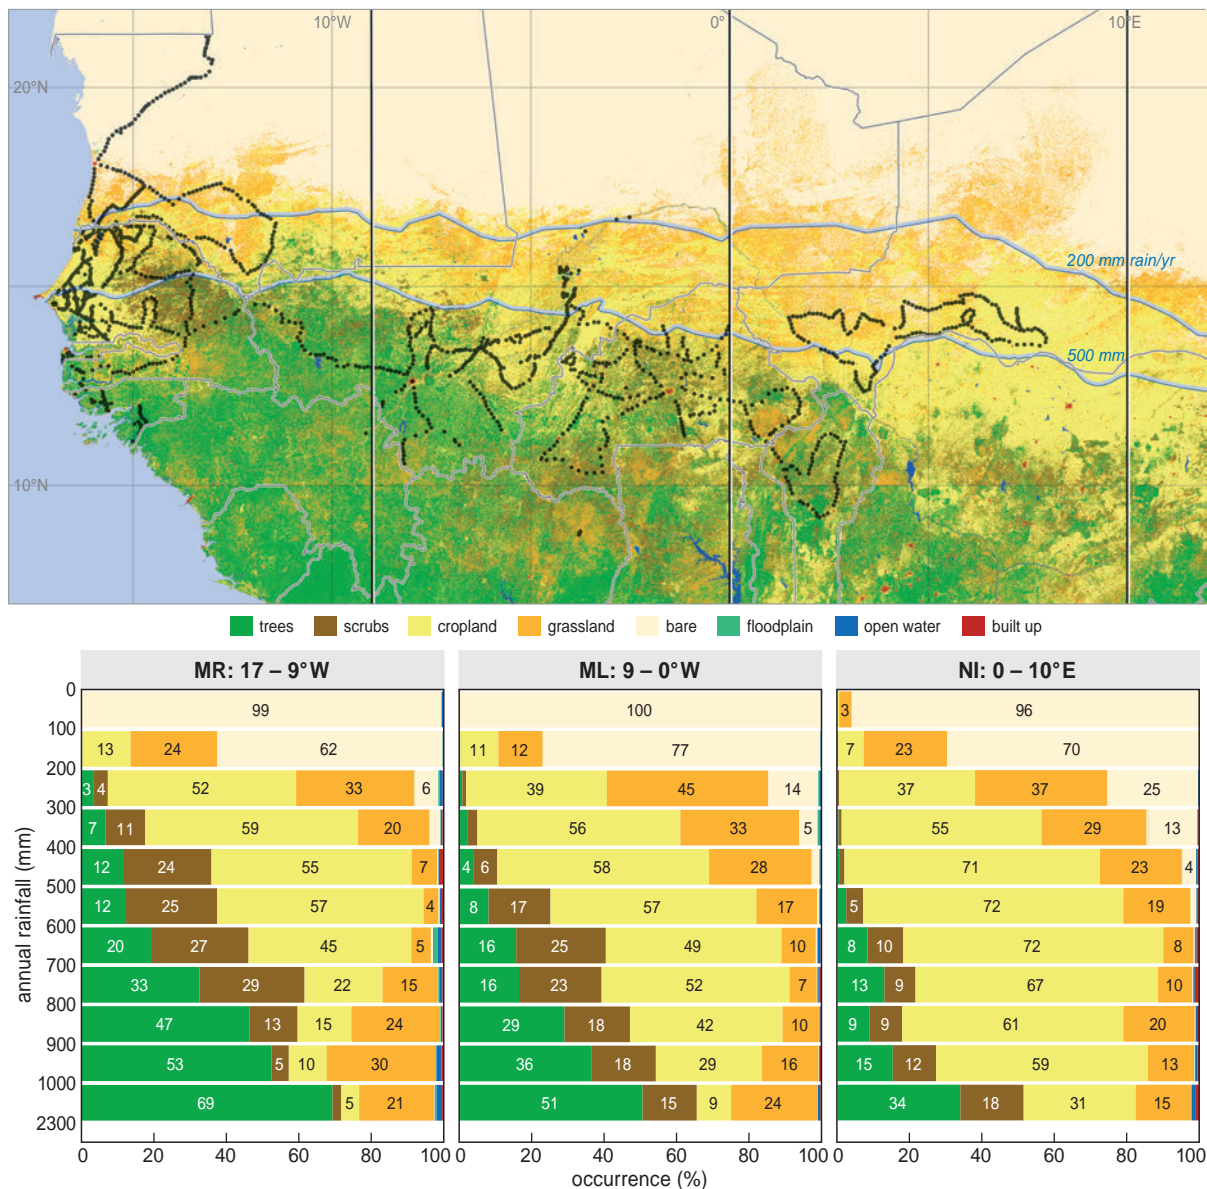 10°W 0° 10°E
20°N
200 mm rain/yr
500 mm
10°N
trees scrubs cropland grassland bare floodplain open water built up
MR: 17 – 9°W ML: 9 – 0°W NI: 0 – 10°E
0
99 100 3 96
100
13 24 62 11 12 77 7 23 70
200
3 4 52 33 6 39 45 14 37 37 25
300
7 11 59 20 56 33 5 55 29 13
400
12 24 55 7 4 6 58 28 71 23 4
500
12 25 57 4 8 17 57 17 5 72 19
600
20 27 45 5 16 25 49 10 8 10 72 8
700
33 29 22 15 16 23 52 7 13 9 67 10
800
47 13 15 24 29 18 42 10 9 9 61 20
900
53 5 10 30 36 18 29 16 15 12 59 13
1000
69 5 21 51 15 9 24 34 18 31 15
2300
annual rainfall (mm)
0 20 40 60 80 100 0 20 40 60 80 100 0 20 40 60 80 100
occurrence (%)